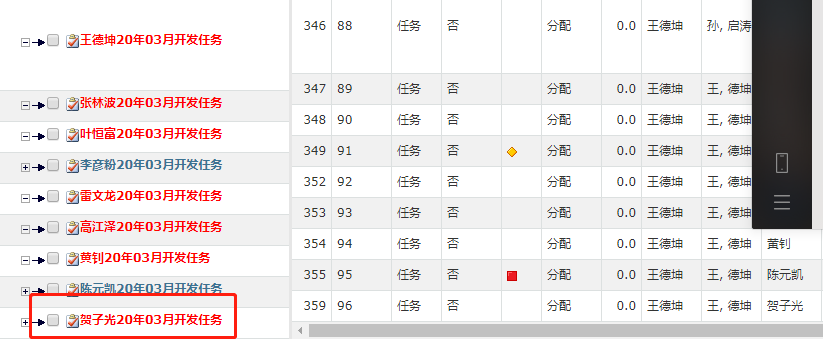 王德坤20年03月开发任务 346 88 任务 否 分配 0.0 王德坤 孙, 启涛
张林波20年03月开发任务 347 89 任务 否 分配 0.0 王德坤 王, 德坤
叶恒富20年03月开发任务 348 90 任务 否 分配 0.0 王德坤 王, 德坤
李彦粉20年03月开发任务 349 91 任务 否 分配 0.0 王德坤 王, 德坤
雷文龙20年03月开发任务 352 92 任务 否 分配 0.0 王德坤 王, 德坤
高江泽20年03月开发任务 353 93 任务 否 分配 0.0 王德坤 王, 德坤
黄钊20年03月开发任务 354 94 任务 否 分配 0.0 王德坤 王, 德坤 黄钊
陈元凯20年03月开发任务 355 95 任务 否 分配 0.0 王德坤 王, 德坤 陈元凯
贺子光20年03月开发任务 359 96 任务 否 分配 0.0 王德坤 王, 德坤 贺子光